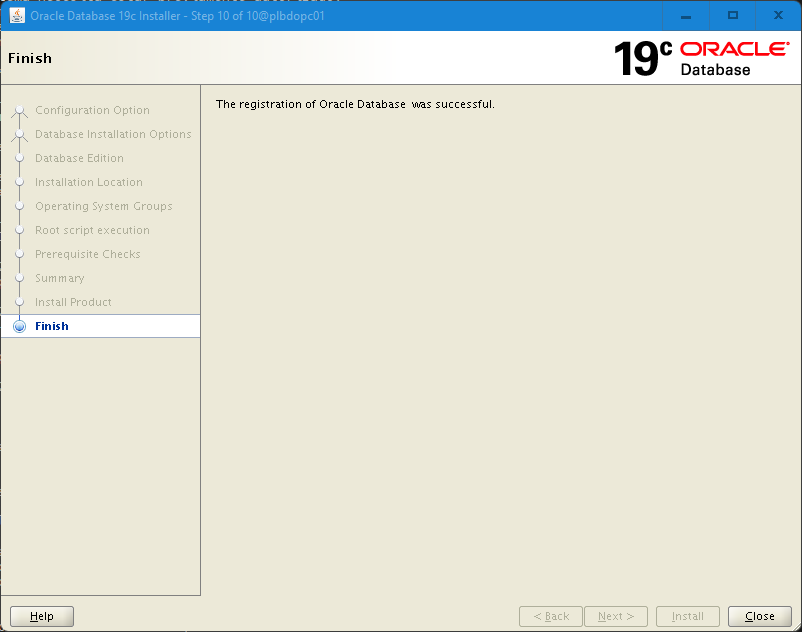 Oracle Database 19c Installer - Step 10 of 10@plbdopc01
Finish
19c ORACLE®
Database
Configuration Option
Database Installation Options
Database Edition
Installation Location
Operating System Groups
Root script execution
Prerequisite Checks
Summary
Install Product
Finish
The registration of Oracle Database was successful.
Help
< Back
Next >
Install
Close